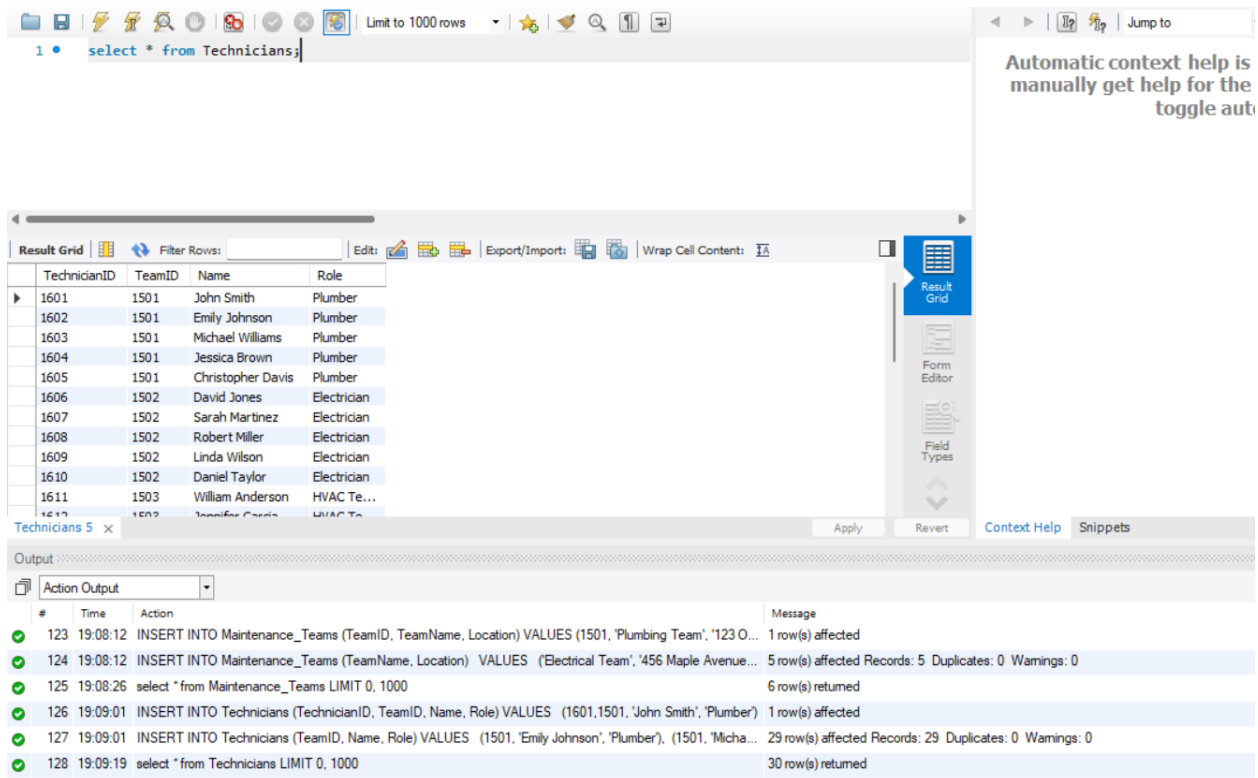 Limit to 1000 rows
Jump to
1 select * from Technicians;
Automatic context help is
manually get help for the
toggle aut
Result Grid Filter Rows: Edit: Export/Import: Wrap Cell Content:
TechnicianID TeamID Name Role
1601 1501 John Smith Plumber
1602 1501 Emily Johnson Plumber
1603 1501 Michael Williams Plumber
1604 1501 Jessica Brown Plumber
1605 1501 Christopher Davis Plumber
1606 1502 David Jones Electrician
1607 1502 Sarah Martinez Electrician
1608 1502 Robert Miller Electrician
1609 1502 Linda Wilson Electrician
1610 1502 Daniel Taylor Electrician
1611 1503 William Anderson HVAC Te...
1612 1503 Jennifer Garcia HVAC Te
Result
Grid
Form
Editor
Field
Types
Technicians 5 Apply Revert Context Help Snippets
Output
Action Output
# Time Action Message
123 19:08:12 INSERT INTO Maintenance_Teams (TeamID, TeamName, Location) VALUES (1501, 'Plumbing Team', '123 O... 1 row(s) affected
124 19:08:12 INSERT INTO Maintenance_Teams (TeamName, Location) VALUES ('Electrical Team', '456 Maple Avenue... 5 row(s) affected Records: 5 Duplicates: 0 Warnings: 0
125 19:08:26 select * from Maintenance_Teams LIMIT 0, 1000 6 row(s) returned
126 19:09:01 INSERT INTO Technicians (TechnicianID, TeamID, Name, Role) VALUES (1601,1501, 'John Smith', 'Plumber') 1 row(s) affected
127 19:09:01 INSERT INTO Technicians (TeamID, Name, Role) VALUES (1501, 'Emily Johnson', 'Plumber'), (1501, 'Micha... 29 row(s) affected Records: 29 Duplicates: 0 Warnings: 0
128 19:09:19 select * from Technicians LIMIT 0, 1000 30 row(s) returned